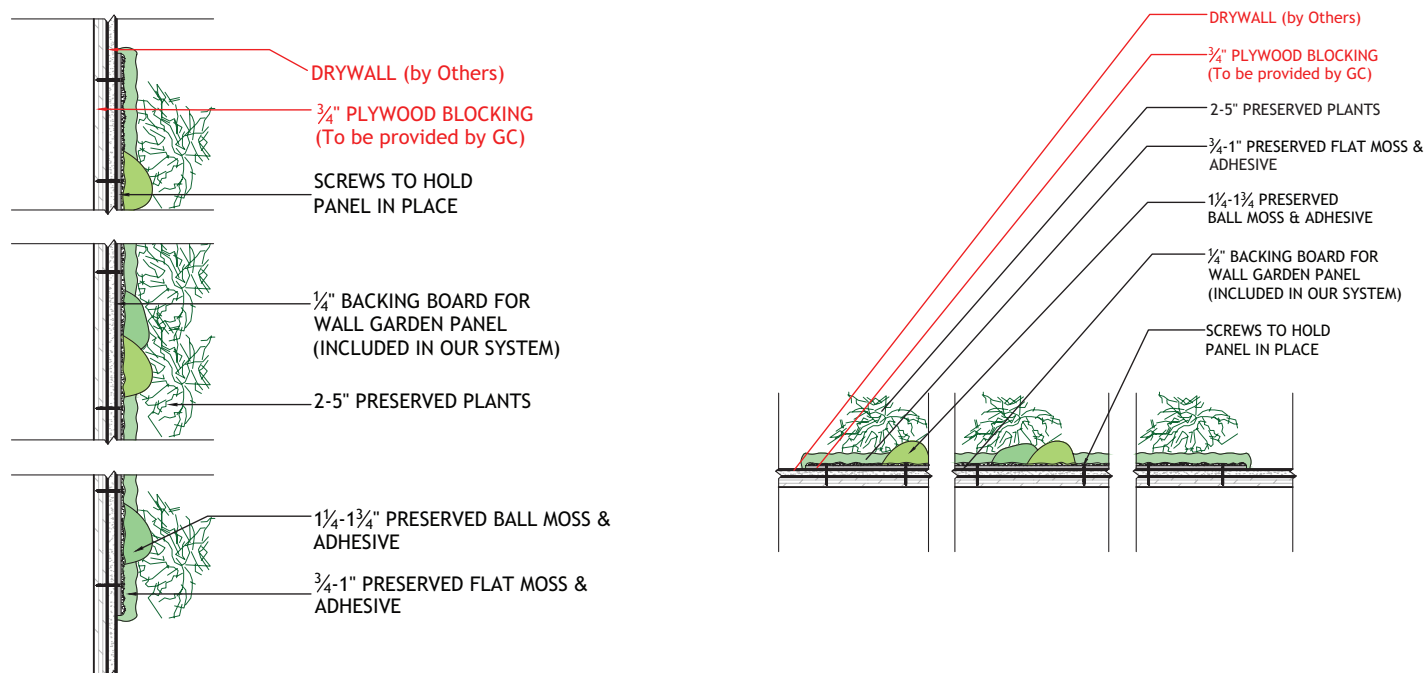 DRYWALL (by Others)
¾" PLYWOOD BLOCKING
(To be provided by GC)
SCREWS TO HOLD
PANEL IN PLACE
¼" BACKING BOARD FOR
WALL GARDEN PANEL
(INCLUDED IN OUR SYSTEM)
2-5" PRESERVED PLANTS
1¼-1¾" PRESERVED BALL MOSS &
ADHESIVE
¾-1" PRESERVED FLAT MOSS &
ADHESIVE
DRYWALL (by Others)
¾" PLYWOOD BLOCKING
(To be provided by GC)
2-5" PRESERVED PLANTS
¾-1" PRESERVED FLAT MOSS &
ADHESIVE
1¼-1¾ PRESERVED
BALL MOSS & ADHESIVE
¼" BACKING BOARD FOR
WALL GARDEN PANEL
(INCLUDED IN OUR SYSTEM)
SCREWS TO HOLD
PANEL IN PLACE